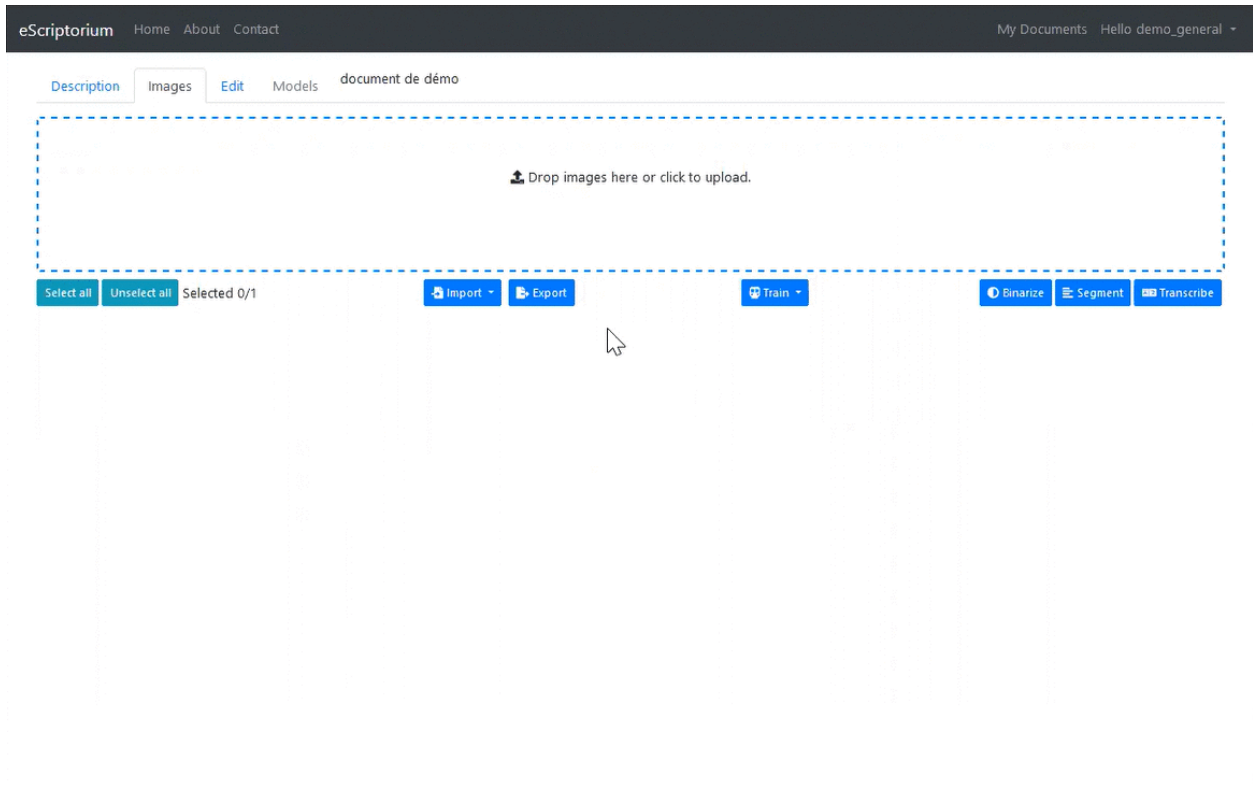 eScriptorium Home About Contact My Documents Hello demo_general
Description Images Edit Models document de démo
Drop images here or click to upload.
Select all Unselect all Selected 0/1 Import Export Train Binarize Segment Transcribe